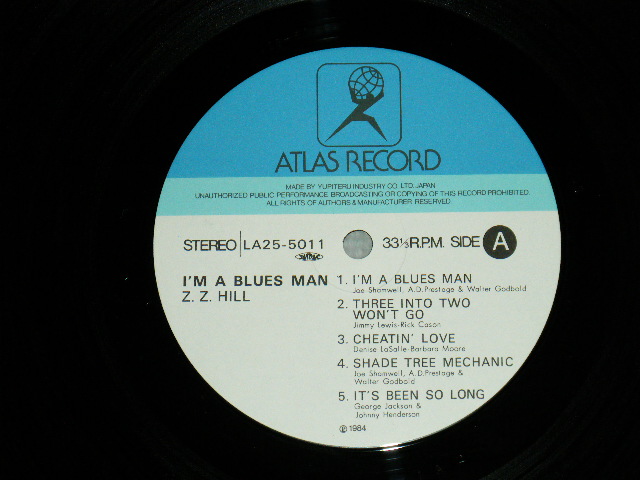 ATLAS RECORD
MADE BY YUPITERU INDUSTRY CO. LTD. JAPAN
UNAUTHORIZED PUBLIC PERFORMANCE BROADCASTING OR COPYING OF THIS RECORD PROHIBITED
ALL RIGHTS OF AUTHORS & MANUFACTURER RESERVED
STEREO LA25-5011 33 1/3 R.P.M. SIDE A
I'M A BLUES MAN
Z. Z. HILL
1. I'M A BLUES MAN
Joe Shamwell, A.D.Prestage & Walter Godbold
2. THREE INTO TWO
WON'T GO
Jimmy Lewis-Rick Cason
3. CHEATIN' LOVE
Denise LaSalle-Barbara Moore
4. SHADE TREE MECHANIC
Joe Shamwell, A.D.Prestage &
Walter Godbold
5. IT'S BEEN SO LONG
George Jackson &
Johnny Henderson
℗ 1984